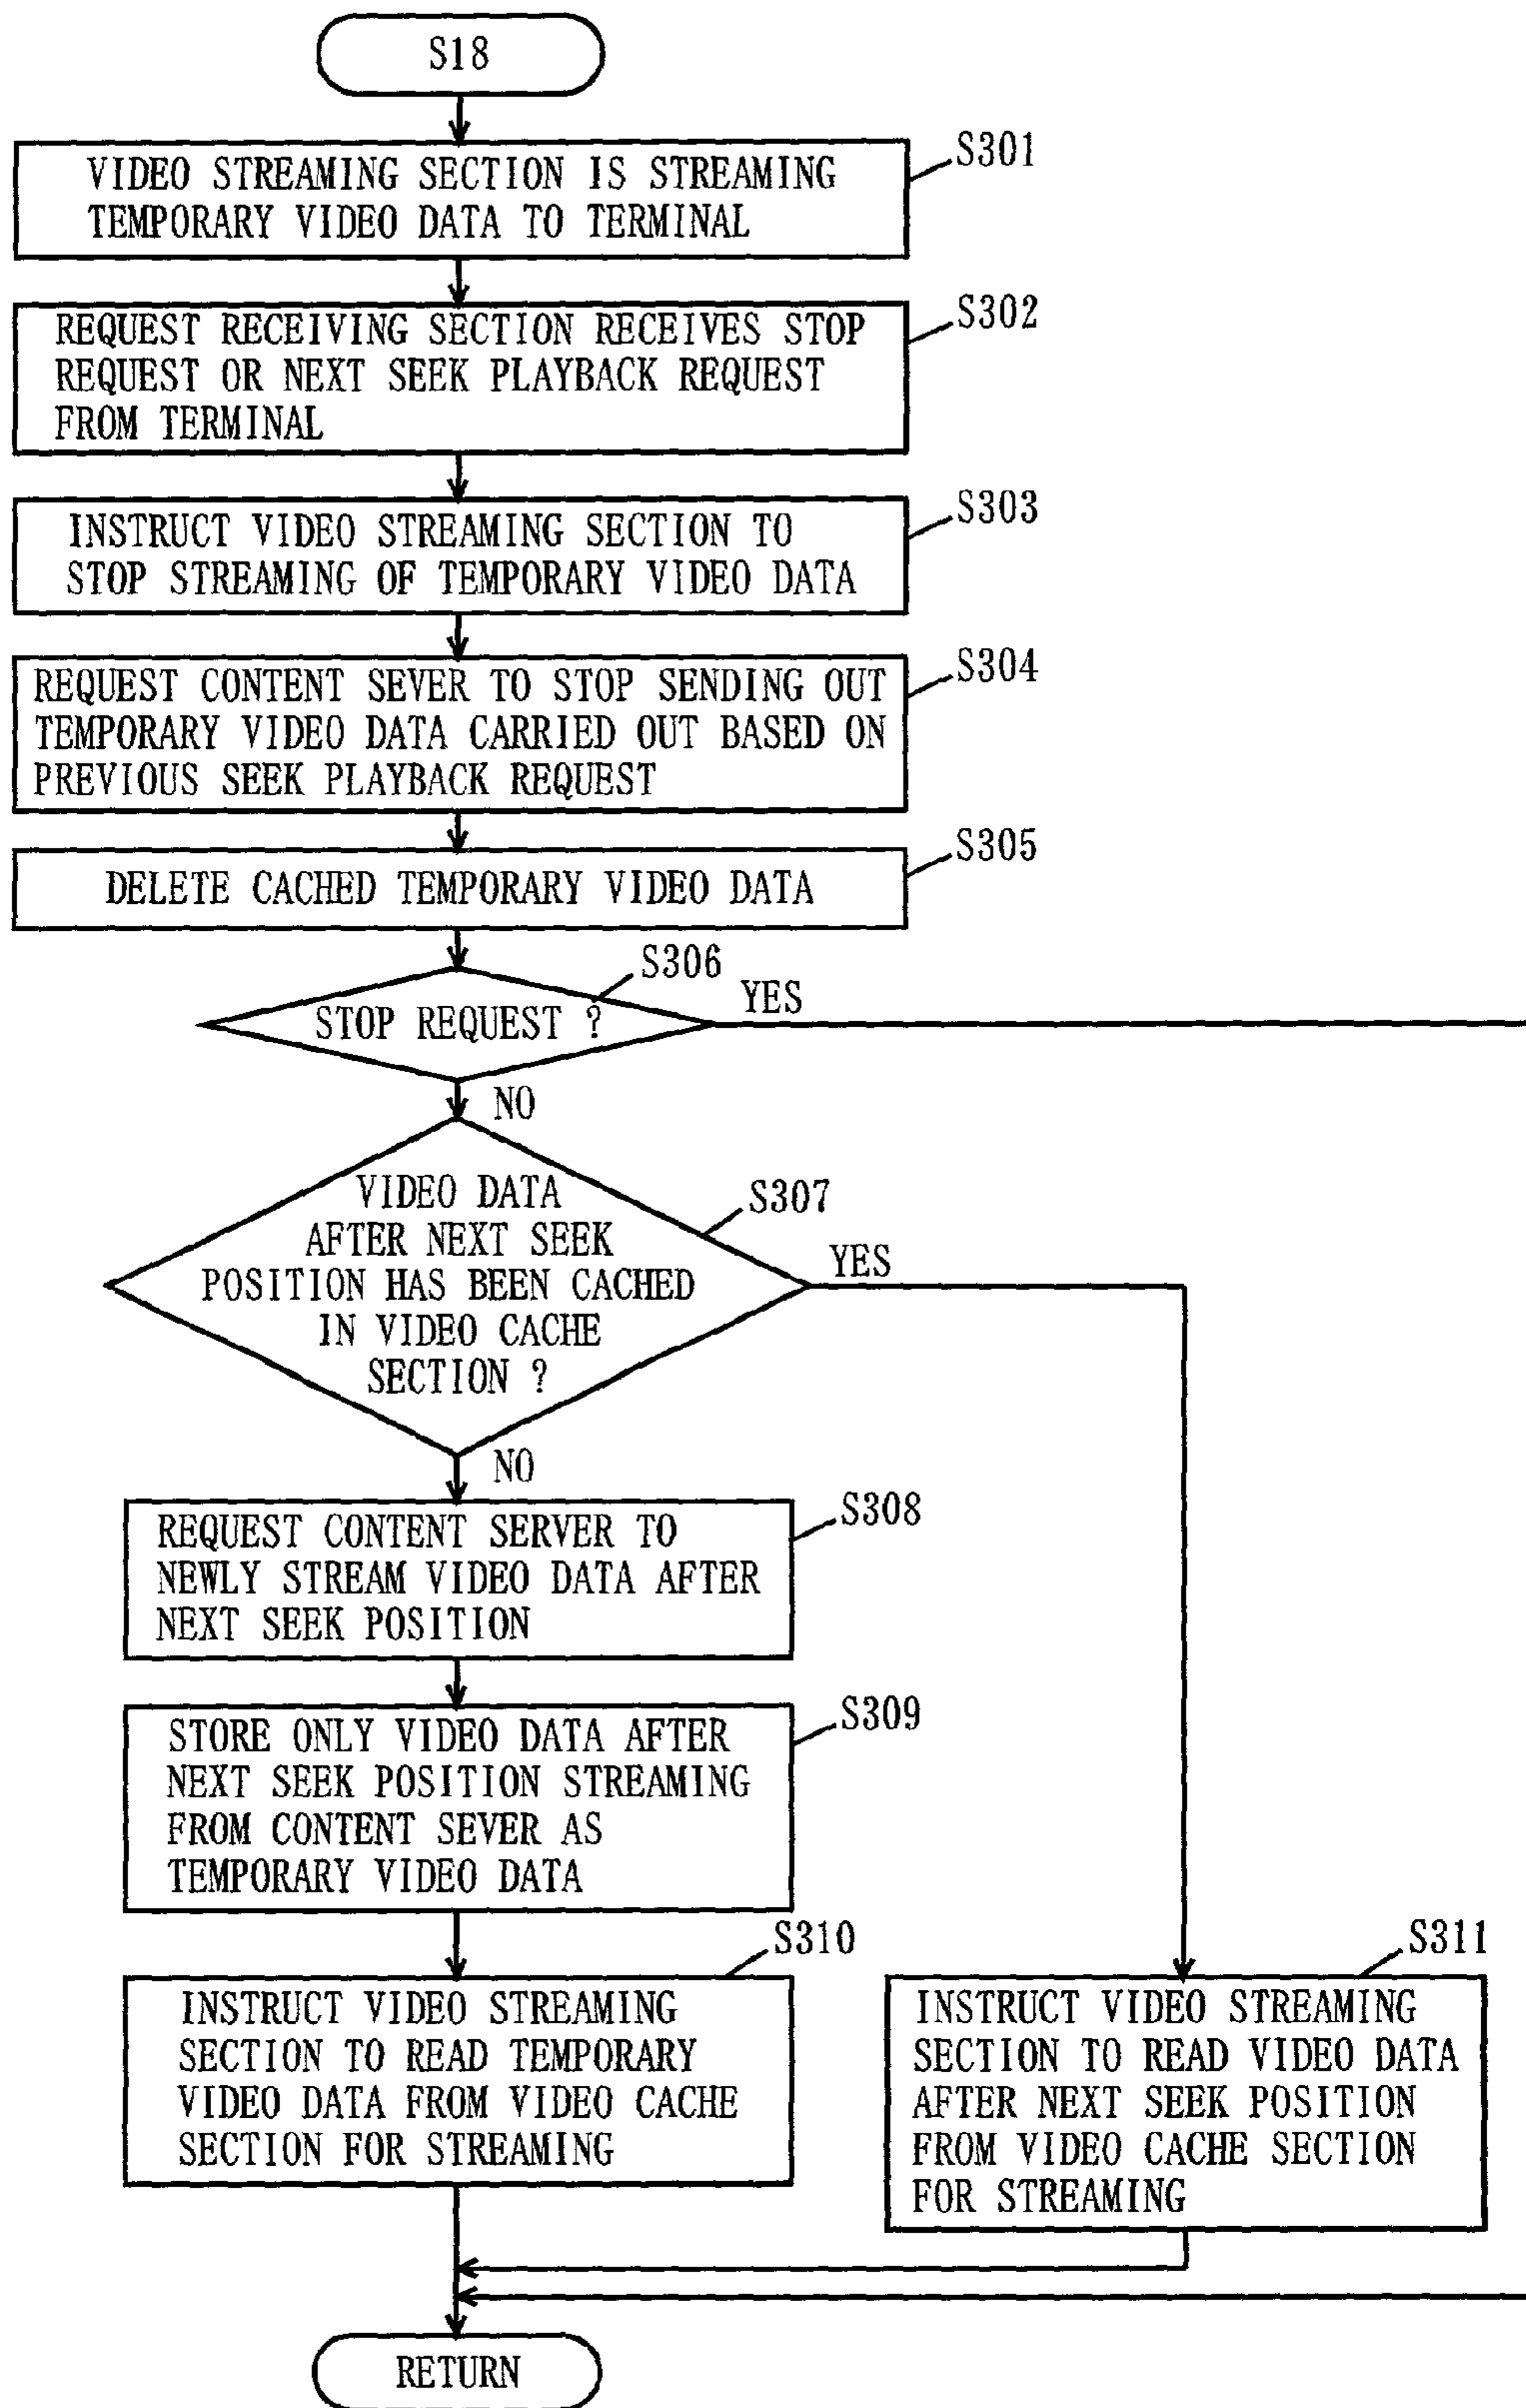 S18
S301
VIDEO STREAMING SECTION IS STREAMING
TEMPORARY VIDEO DATA TO TERMINAL
S302
REQUEST RECEIVING SECTION RECEIVES STOP
REQUEST OR NEXT SEEK PLAYBACK REQUEST
FROM TERMINAL
S303
INSTRUCT VIDEO STREAMING SECTION TO
STOP STREAMING OF TEMPORARY VIDEO DATA
S304
REQUEST CONTENT SEVER TO STOP SENDING OUT
TEMPORARY VIDEO DATA CARRIED OUT BASED ON
PREVIOUS SEEK PLAYBACK REQUEST
S305
DELETE CACHED TEMPORARY VIDEO DATA
S306
STOP REQUEST ?
YES
NO
VIDEO DATA
AFTER NEXT SEEK
POSITION HAS BEEN CACHED
IN VIDEO CACHE
SECTION ?
S307
YES
NO
S308
REQUEST CONTENT SERVER TO
NEWLY STREAM VIDEO DATA AFTER
NEXT SEEK POSITION
S309
STORE ONLY VIDEO DATA AFTER
NEXT SEEK POSITION STREAMING
FROM CONTENT SEVER AS
TEMPORARY VIDEO DATA
S310
INSTRUCT VIDEO STREAMING
SECTION TO READ TEMPORARY
VIDEO DATA FROM VIDEO CACHE
SECTION FOR STREAMING
S311
INSTRUCT VIDEO STREAMING
SECTION TO READ VIDEO DATA
AFTER NEXT SEEK POSITION
FROM VIDEO CACHE SECTION
FOR STREAMING
RETURN